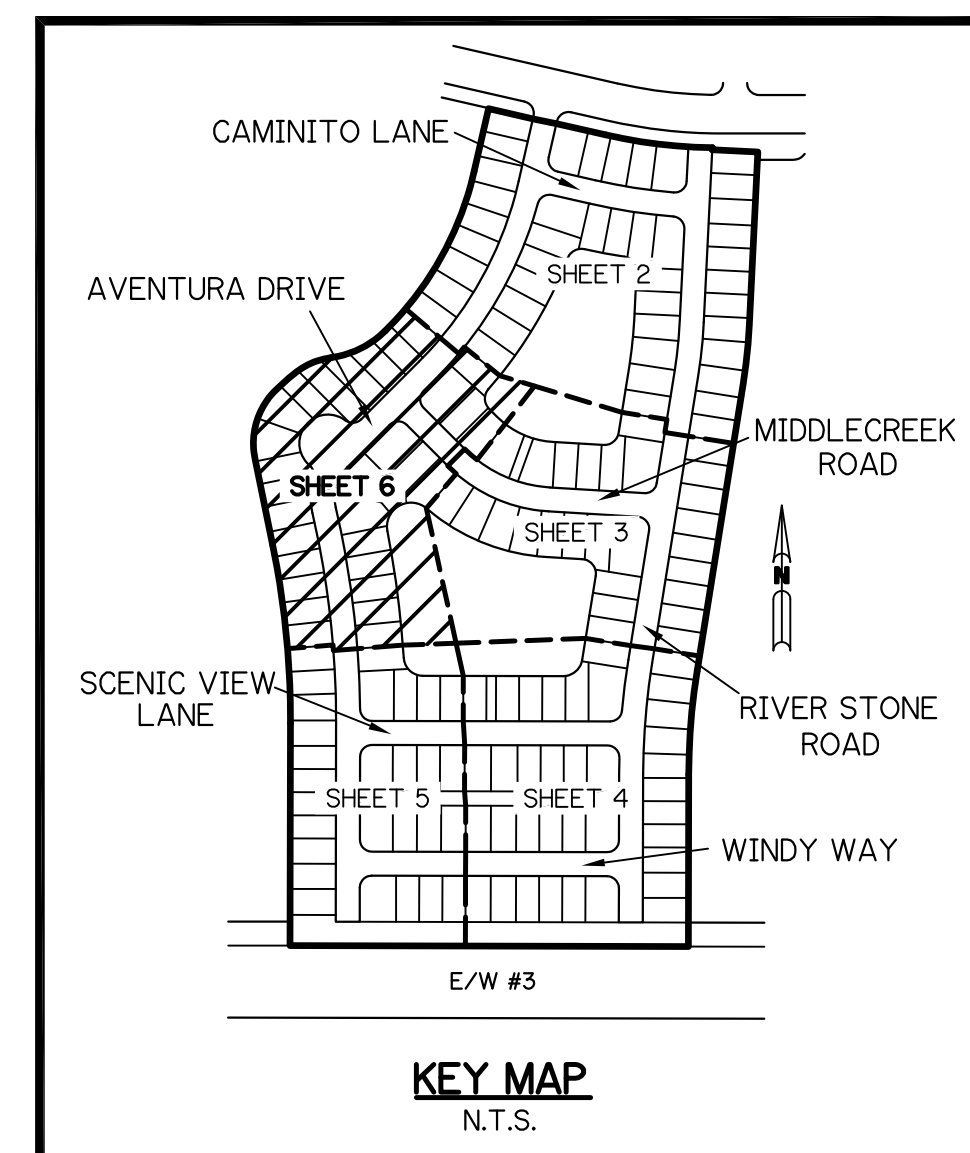 CAMINITO LANE
SHEET 2
AVENTURA DRIVE
MIDDLECREEK
ROAD
SHEET 6
SHEET 3
N
SCENIC VIEW
LANE
RIVER STONE
ROAD
SHEET 5
SHEET 4
WINDY WAY
E/W #3
KEY MAP
N.T.S.